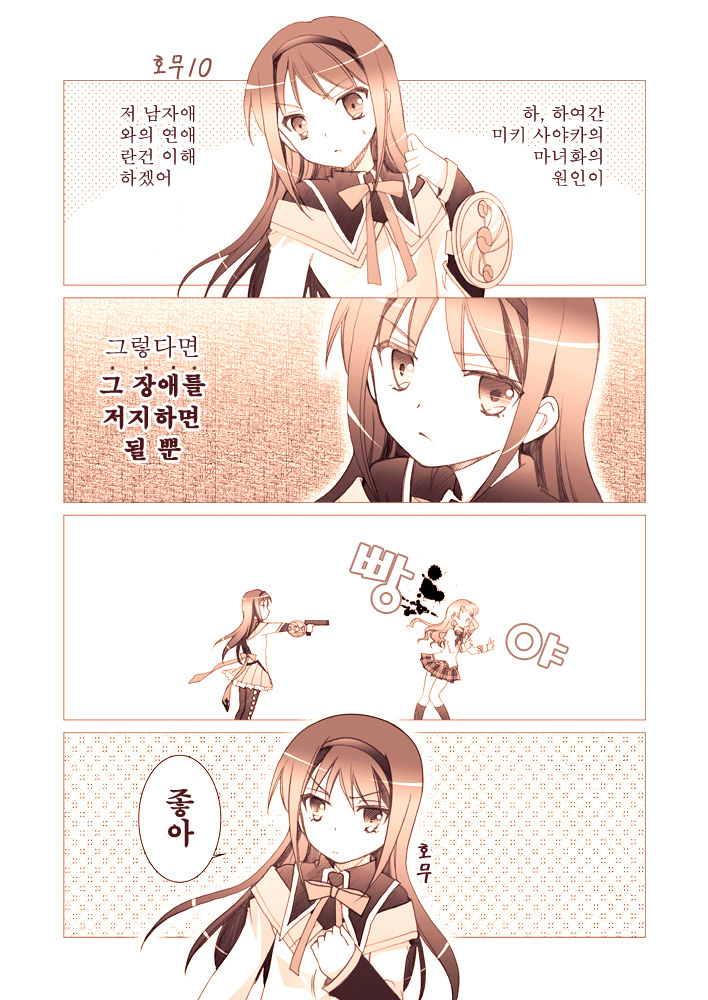 호무10
하, 하여간
미키 사야카의
마녀화의
원인이
저 남자애
와의 연애
란건 이해
하겠어
그렇다면
그 장애를
저지하면
될 뿐
빵
야
좋아
호무